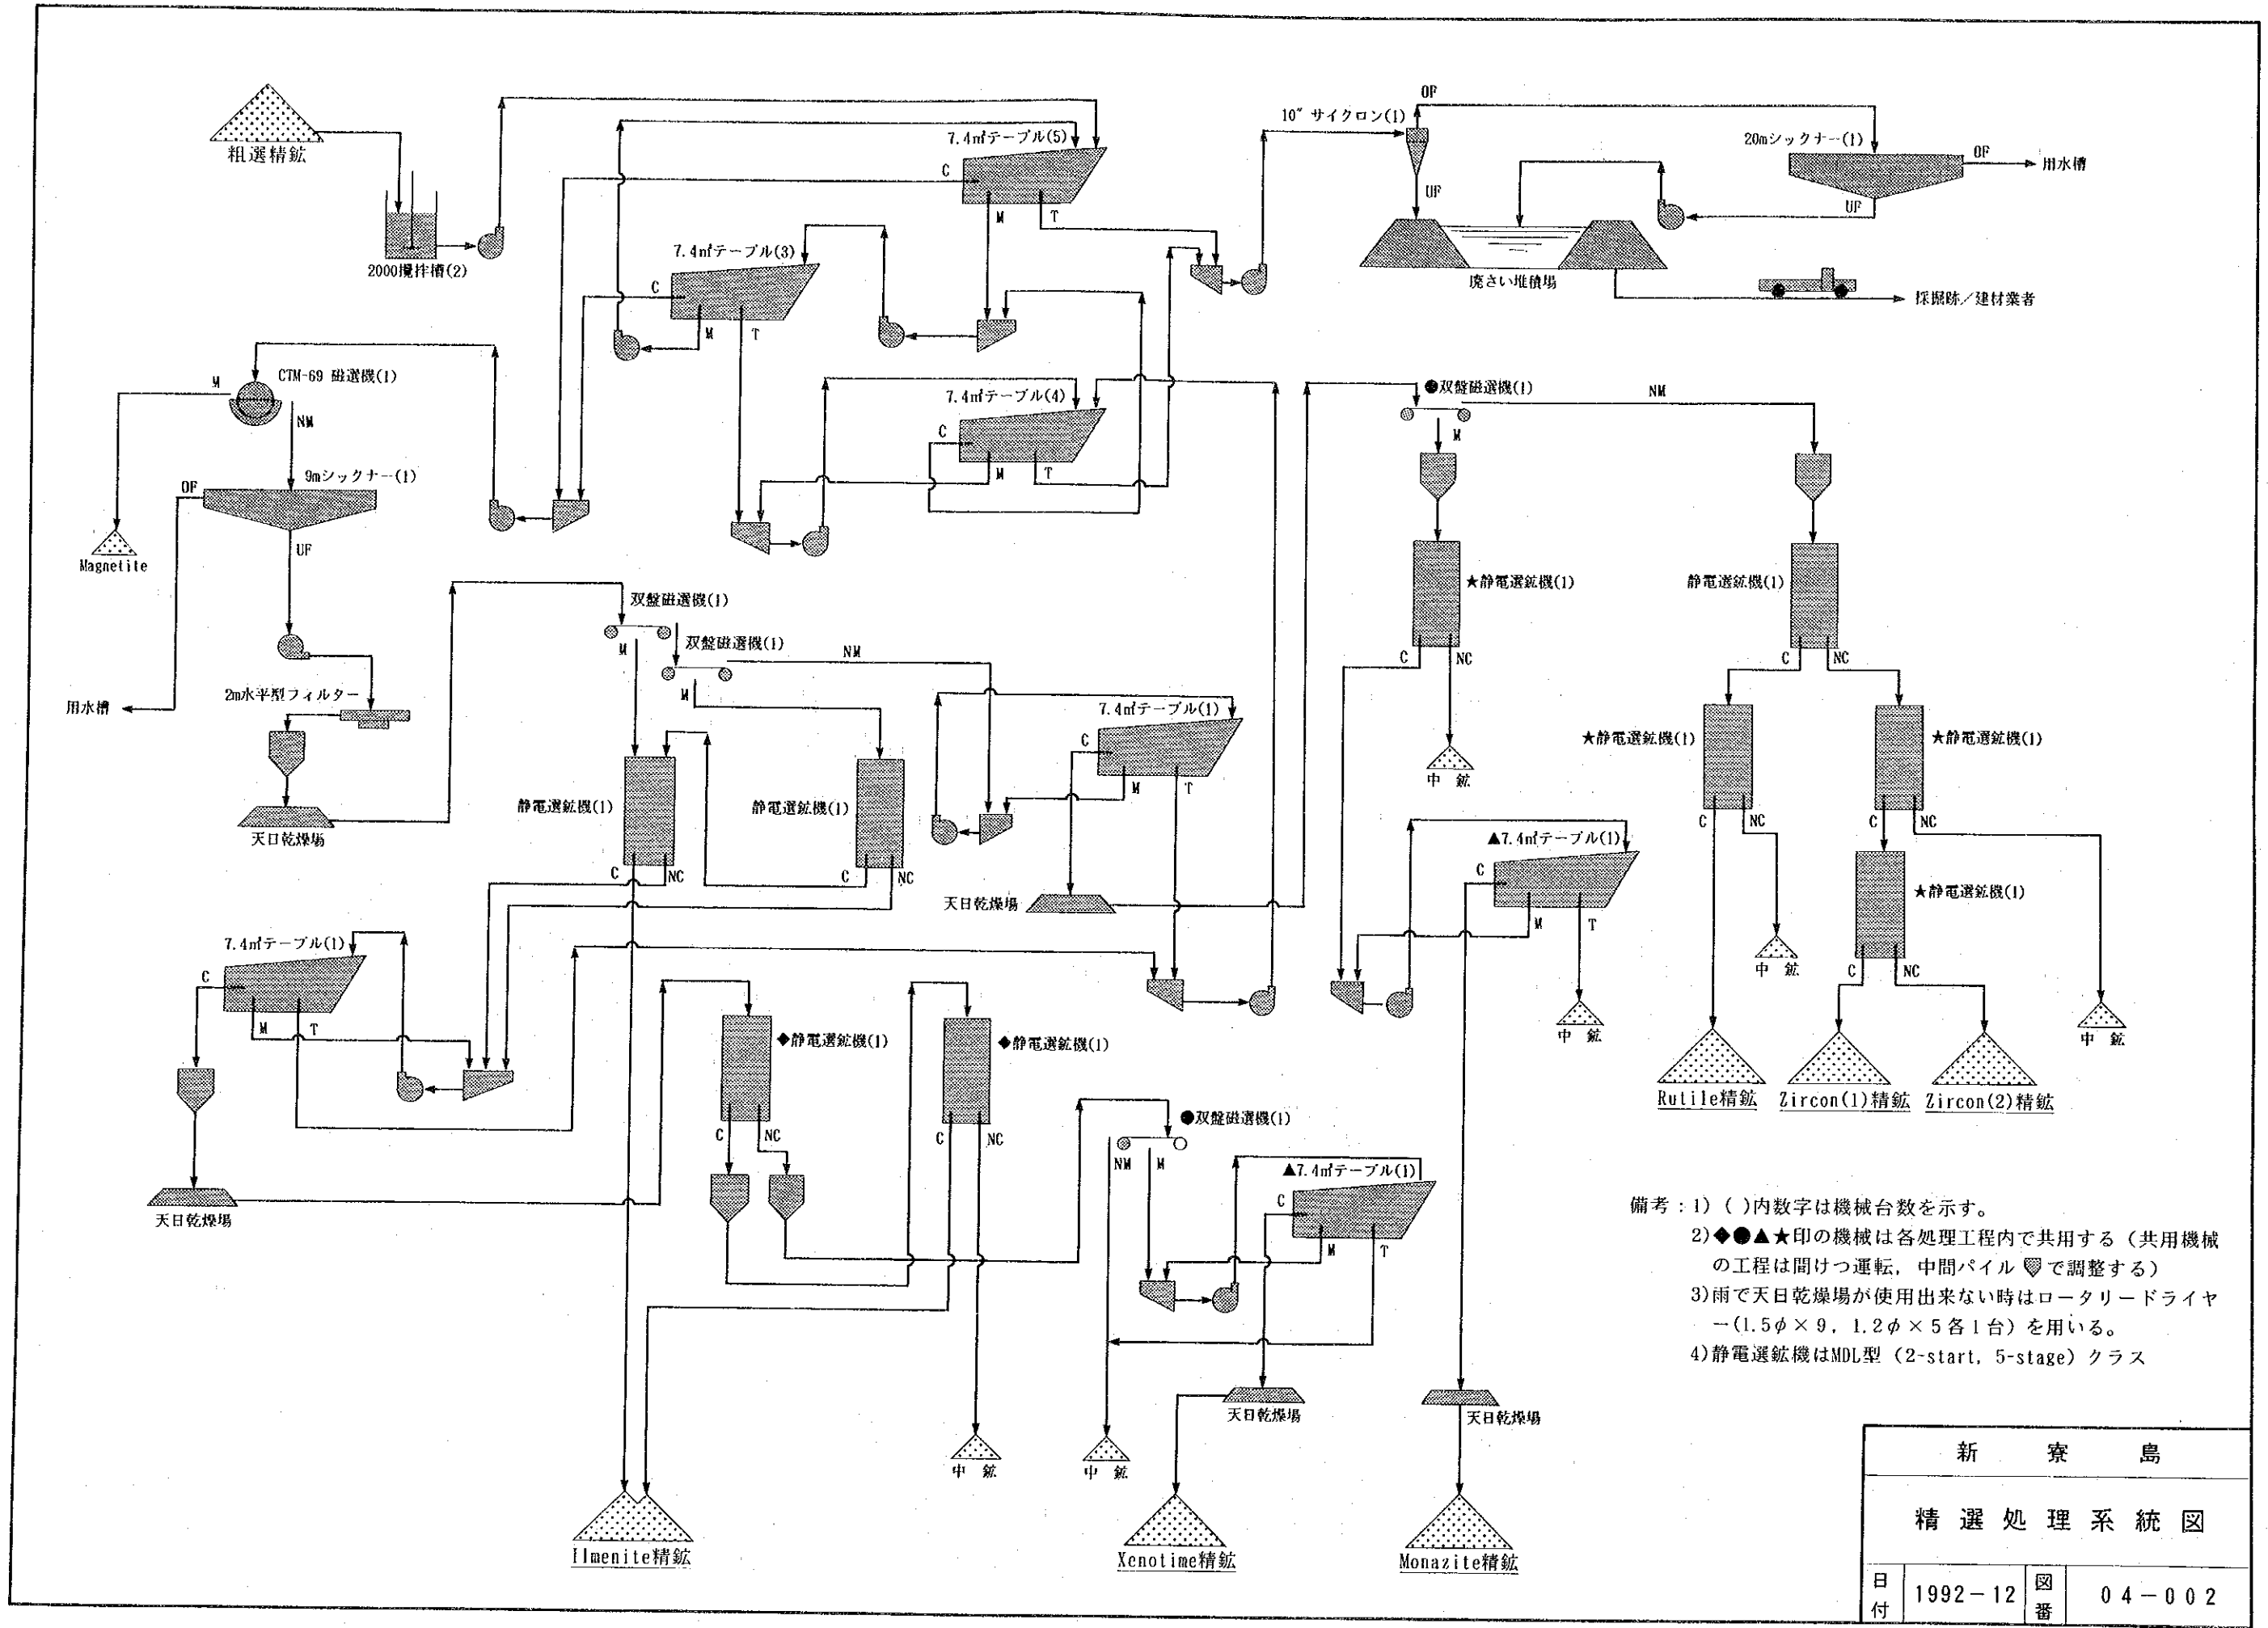 粗選精鉱
2000攪拌槽(2)
7.4㎡テーブル(5)
C
M
T
10" サイクロン(1)
OF
UF
20mシックナー(1)
OF
用水槽
UF
廃さい堆積場
採掘跡/建材業者
7.4㎡テーブル(3)
C
M
T
7.4㎡テーブル(4)
C
M
T
CTM-69 磁選機(1)
M
NM
Magnetite
9mシックナー(1)
OF
UF
用水槽
2m水平型フィルター
天日乾燥場
双盤磁選機(1)
M
双盤磁選機(1)
NM
M
静電選鉱機(1)
C
NC
静電選鉱機(1)
C
NC
7.4㎡テーブル(1)
C
M
T
天日乾燥場
●双盤磁選機(1)
NM
M
★静電選鉱機(1)
C
NC
中 鉱
静電選鉱機(1)
C
NC
★静電選鉱機(1)
C
NC
中 鉱
★静電選鉱機(1)
C
NC
中 鉱
★静電選鉱機(1)
C
NC
Rutile精鉱
Zircon(1)精鉱
Zircon(2)精鉱
▲7.4㎡テーブル(1)
C
M
T
中 鉱
7.4㎡テーブル(1)
C
M
T
天日乾燥場
◆静電選鉱機(1)
C
NC
◆静電選鉱機(1)
C
NC
中 鉱
●双盤磁選機(1)
NM
M
▲7.4㎡テーブル(1)
C
M
T
中 鉱
天日乾燥場
天日乾燥場
Ilmenite精鉱
Xenotime精鉱
Monazite精鉱
備考:1) ( )内数字は機械台数を示す。
2)◆●▲★印の機械は各処理工程内で共用する(共用機械
の工程は間けつ運転,中間パイル で調整する)
3)雨で天日乾燥場が使用出来ない時はロータリードライヤ
ー(1.5φ×9, 1.2φ×5各1台)を用いる。
4)静電選鉱機はMDL型 (2-start, 5-stage) クラス
新 寮 島
精 選 処 理 系 統 図
日付 1992-12 図番 04-002